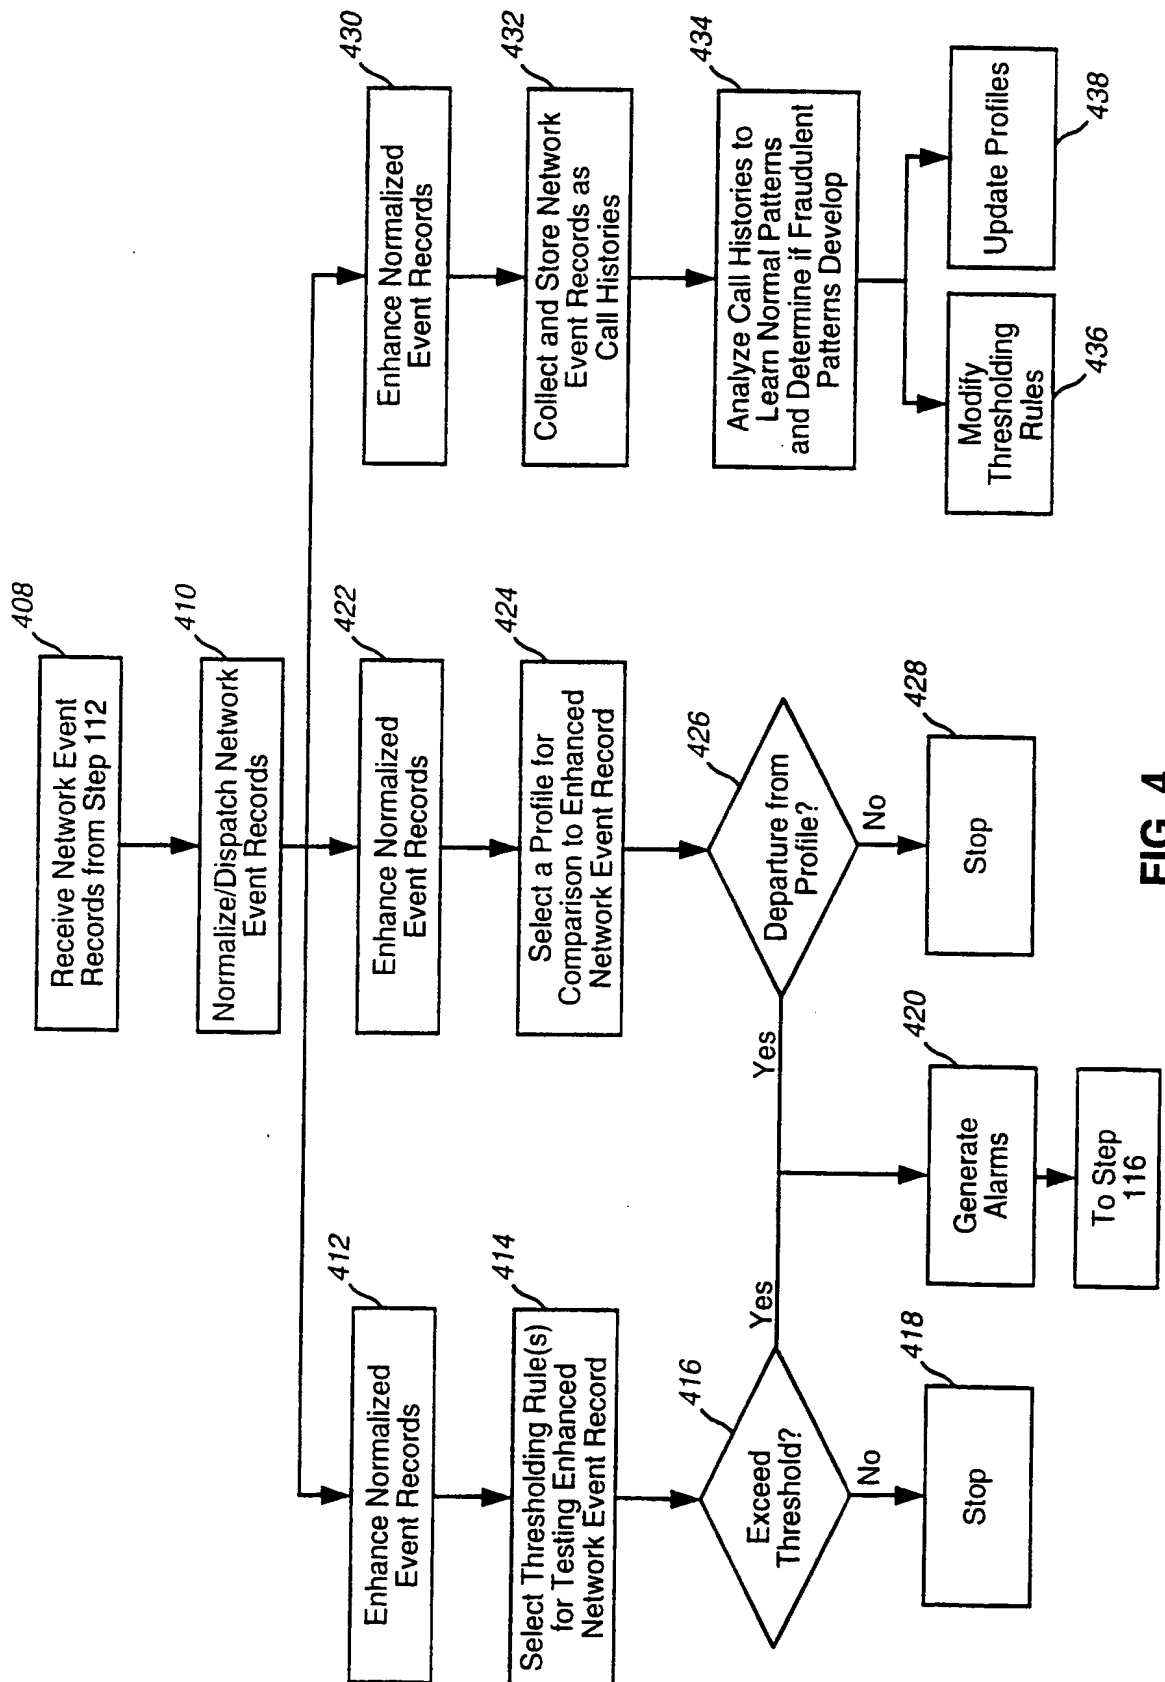 408
Receive Network Event
Records from Step 112
410
Normalize/Dispatch Network
Event Records
412
Enhance Normalized
Event Records
414
Select Thresholding Rule(s)
for Testing Enhanced
Network Event Record
416
Exceed
Threshold?
Yes
No
418
Stop
422
Enhance Normalized
Event Records
424
Select a Profile for
Comparison to Enhanced
Network Event Record
426
Departure from
Profile?
Yes
No
428
Stop
420
Generate
Alarms
To Step
116
430
Enhance Normalized
Event Records
432
Collect and Store Network
Event Records as
Call Histories
434
Analyze Call Histories to
Learn Normal Patterns
and Determine if Fraudulent
Patterns Develop
Modify
Thresholding
Rules
436
Update Profiles
438
FIG. 4